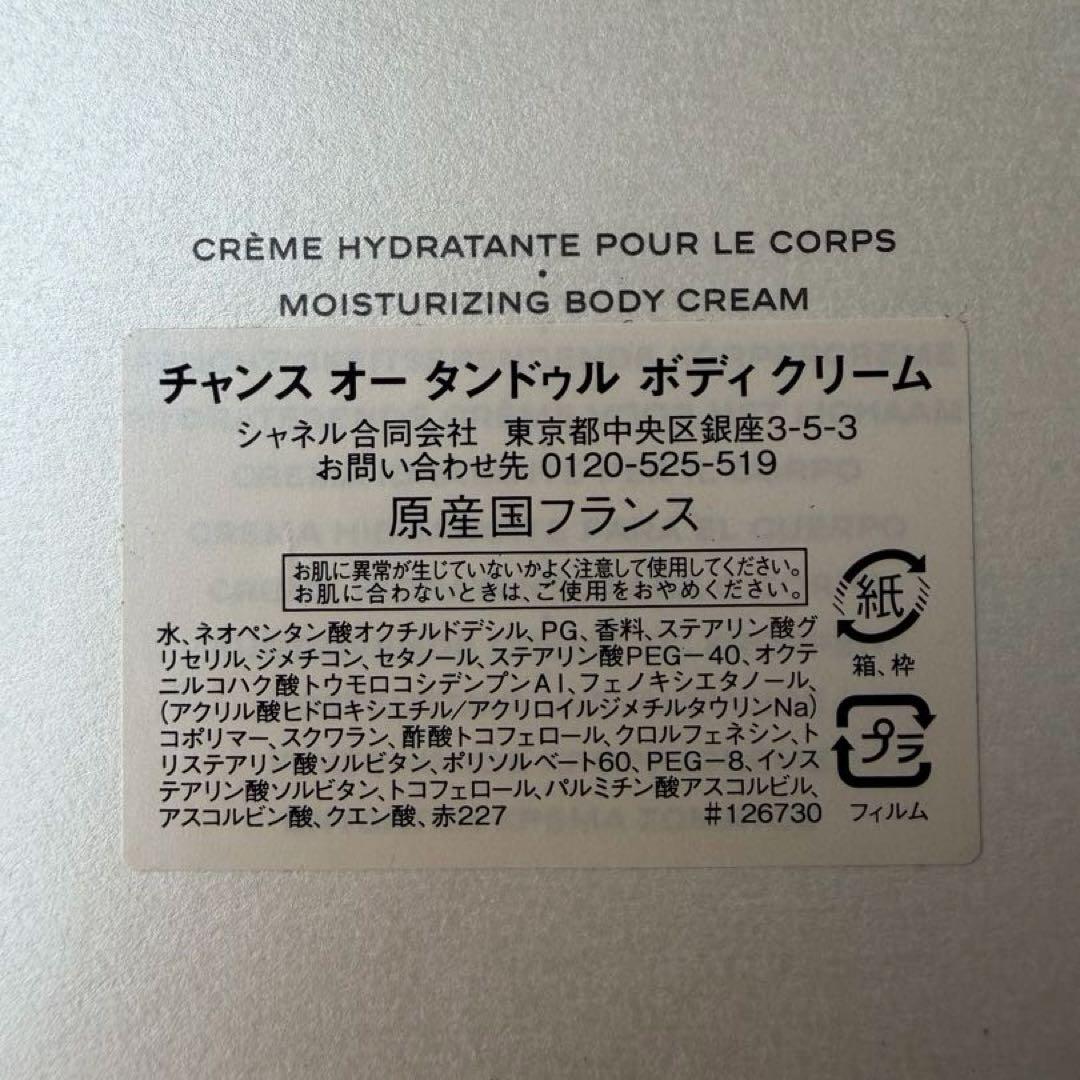 CRÈME HYDRATANTE POUR LE CORPS
•
MOISTURIZING BODY CREAM
チャンス オー タンドゥル ボディ クリーム
シャネル合同会社 東京都中央区銀座3-5-3
お問い合わせ先 0120-525-519
原産国フランス
お肌に異常が生じていないかよく注意して使用してください。
お肌に合わないときは、ご使用をおやめください。
水、ネオペンタン酸オクチルドデシル、PG、香料、ステアリン酸グ
リセリル、ジメチコン、セタノール、ステアリン酸PEG－40、オクテ
ニルコハク酸トウモロコシデンプンAl、フェノキシエタノール、
(アクリル酸ヒドロキシエチル/アクリロイルジメチルタウリンNa)
コポリマー、スクワラン、酢酸トコフェロール、クロルフェネシン、ト
リステアリン酸ソルビタン、ポリソルベート60、PEG－8、イソス
テアリン酸ソルビタン、トコフェロール、パルミチン酸アスコルビル、
アスコルビン酸、クエン酸、赤227 #126730
紙
箱、枠
プラ
フィルム